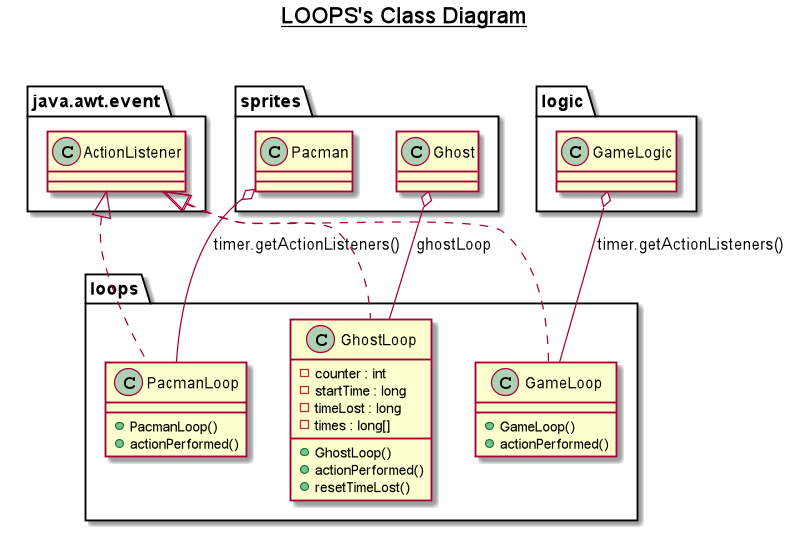 LOOPS's Class Diagram
java.awt.event
sprites
logic
C ActionListener
C Pacman
C Ghost
C GameLogic
timer.getActionListeners()
ghostLoop
timer.getActionListeners()
loops
C PacmanLoop
PacmanLoop()
actionPerformed()
C GhostLoop
counter : int
startTime : long
timeLost : long
times : long[]
GhostLoop()
actionPerformed()
resetTimeLost()
C GameLoop
GameLoop()
actionPerformed()